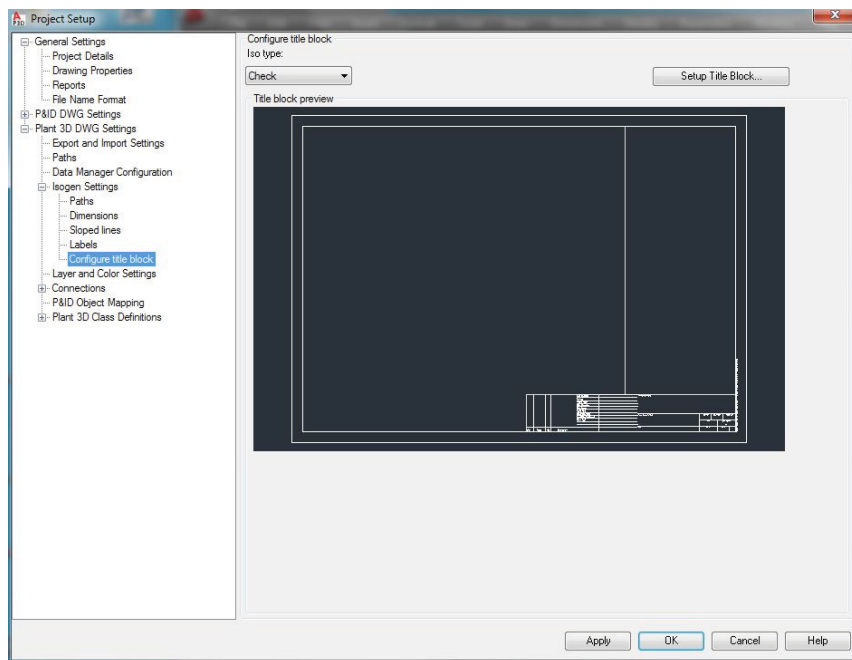 Project Setup
General Settings
Project Details
Drawing Properties
Reports
File Name Format
P&ID DWG Settings
Plant 3D DWG Settings
Export and Import Settings
Paths
Data Manager Configuration
Isogen Settings
Paths
Dimensions
Sloped lines
Labels
Configure title block
Layer and Color Settings
Connections
P&ID Object Mapping
Plant 3D Class Definitions
Configure title block
Iso type:
Check
Setup Title Block...
Title block preview
Apply
OK
Cancel
Help